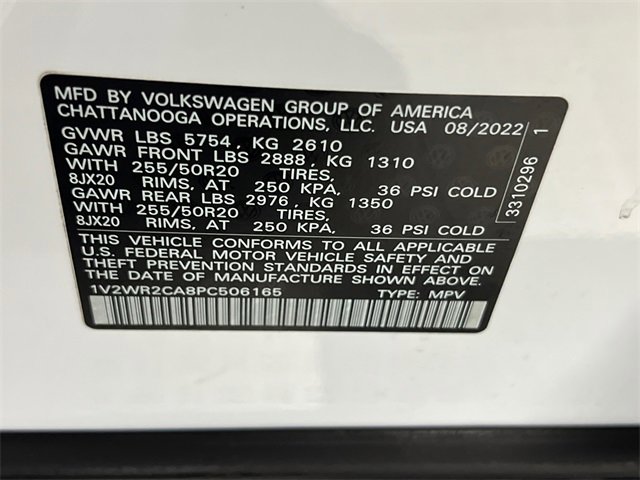 MFD BY VOLKSWAGEN GROUP OF AMERICA
CHATTANOOGA OPERATIONS, LLC. USA 08/2022
GVWR LBS 5754, KG 2610
GAWR FRONT LBS 2888, KG 1310
WITH 255/50R20 TIRES,
8JX20 RIMS, AT 250 KPA, 36 PSI COLD
GAWR REAR LBS 2976, KG 1350
WITH 255/50R20 TIRES,
8JX20 RIMS, AT 250 KPA, 36 PSI COLD
THIS VEHICLE CONFORMS TO ALL APPLICABLE
U.S. FEDERAL MOTOR VEHICLE SAFETY AND
THEFT PREVENTION STANDARDS IN EFFECT ON
THE DATE OF MANUFACTURE SHOWN ABOVE.
1V2WR2CA8PC506165 TYPE: MPV
3310296 1